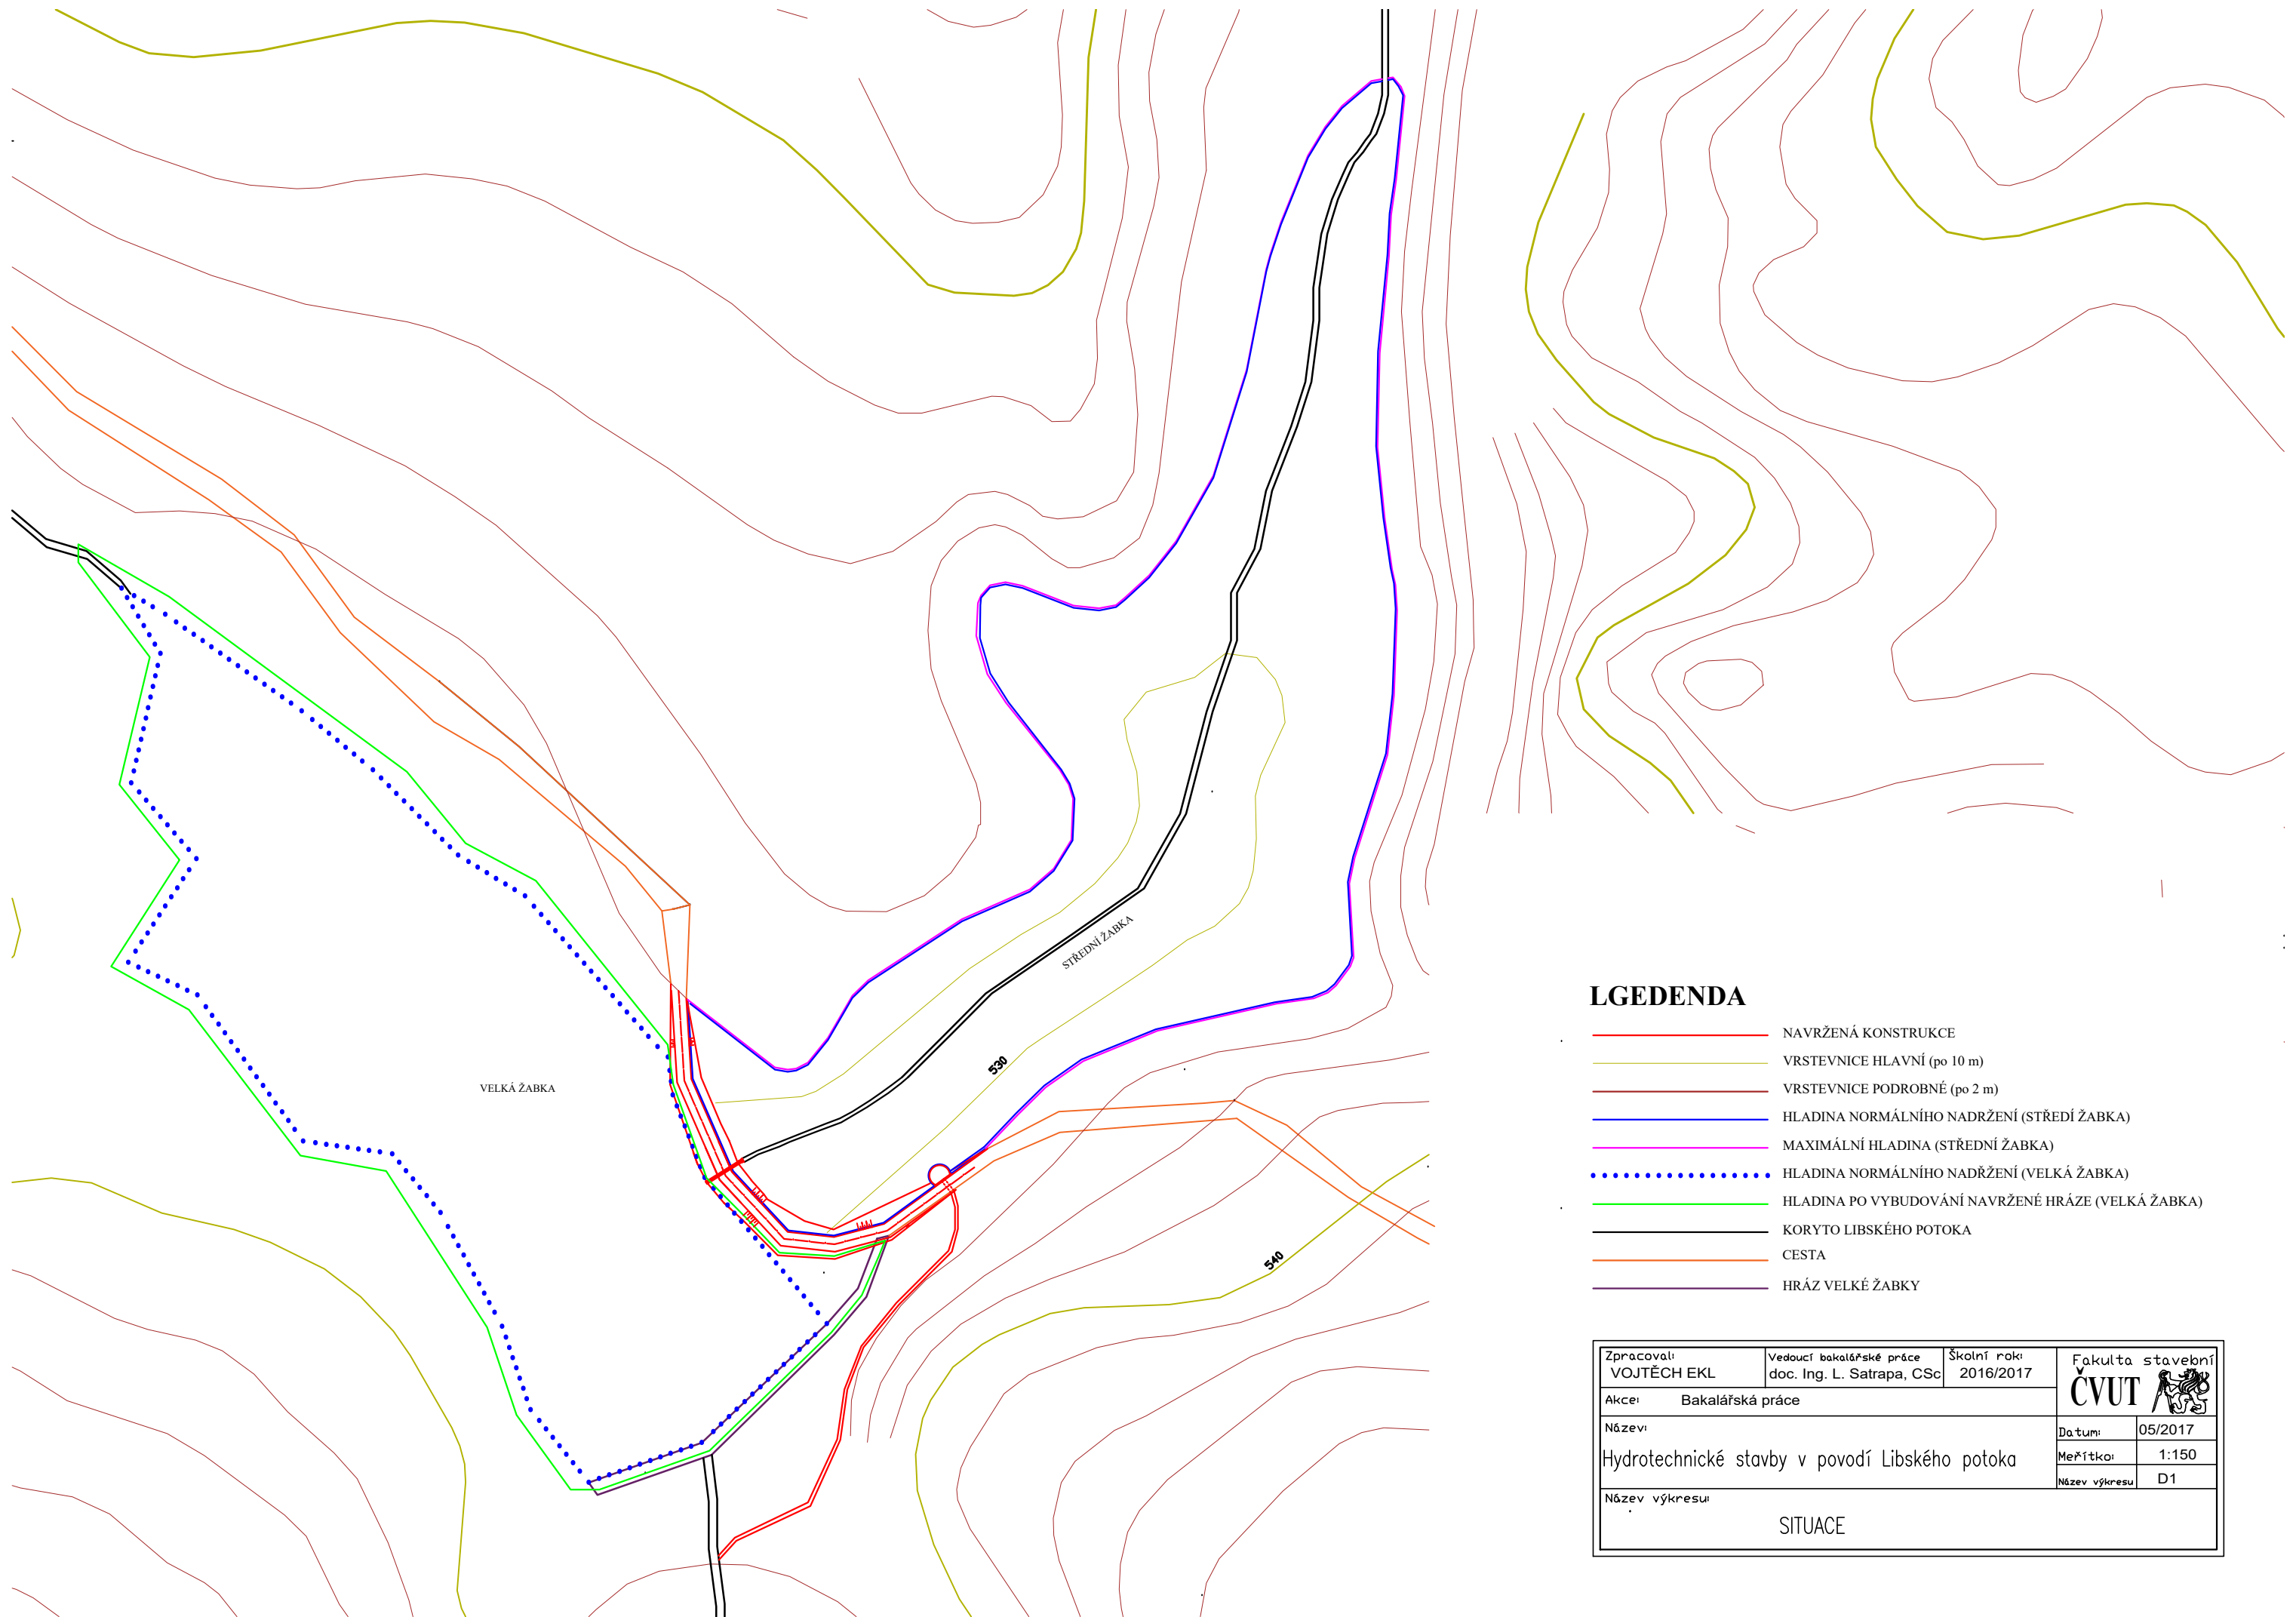 STŘEDNÍ ŽABKA
530
VELKÁ ŽABKA
540
LGEDENDA
NAVRŽENÁ KONSTRUKCE
VRSTEVNICE HLAVNÍ (po 10 m)
VRSTEVNICE PODROBNÉ (po 2 m)
HLADINA NORMÁLNÍHO NADRŽENÍ (STŘEDÍ ŽABKA)
MAXIMÁLNÍ HLADINA (STŘEDNÍ ŽABKA)
HLADINA NORMÁLNÍHO NADŘŽENÍ (VELKÁ ŽABKA)
HLADINA PO VYBUDOVÁNÍ NAVRŽENÉ HRÁZE (VELKÁ ŽABKA)
KORYTO LIBSKÉHO POTOKA
CESTA
HRÁZ VELKÉ ŽABKY
Zpracoval:
VOJTĚCH EKL
Vedoucí bakalářské práce
doc. Ing. L. Satrapa, CSc
Školní rok:
2016/2017
Fakulta stavební
ČVUT
Akce: Bakalářská práce
Název:
Hydrotechnické stavby v povodí Libského potoka
Datum: 05/2017
Meřítko: 1:150
Název výkresu D1
Název výkresu:
SITUACE